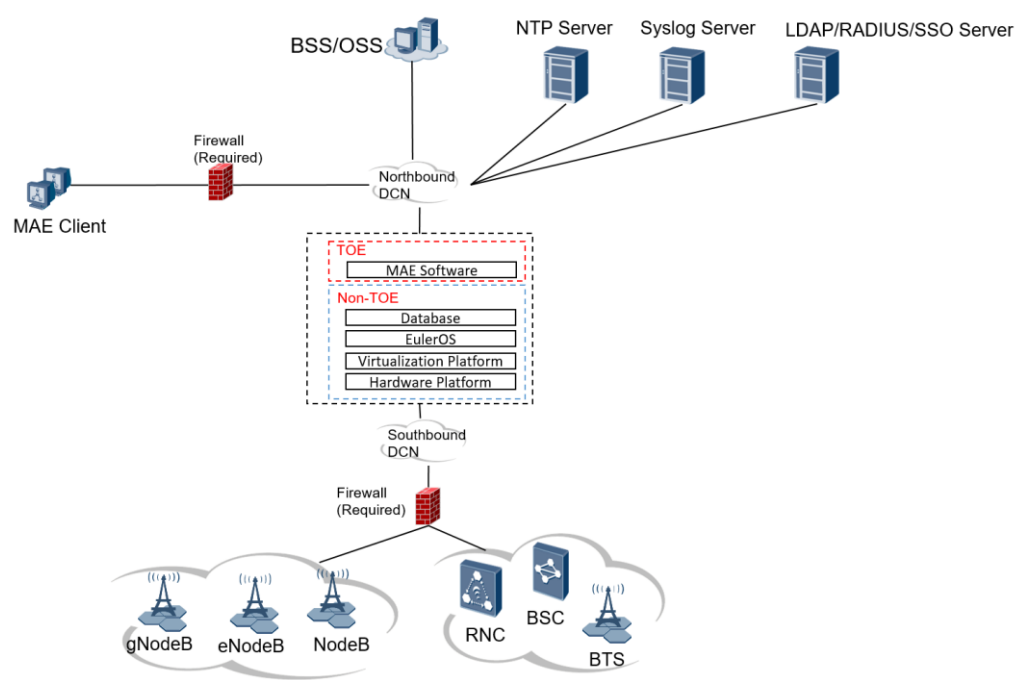 NTP Server
Syslog Server
LDAP/RADIUS/SSO Server
BSS/OSS
Firewall
(Required)
Northbound
DCN
MAE Client
TOE
MAE Software
Non-TOE
Database
EulerOS
Virtualization Platform
Hardware Platform
Southbound
DCN
Firewall
(Required)
gNodeB
eNodeB
NodeB
RNC
BSC
BTS